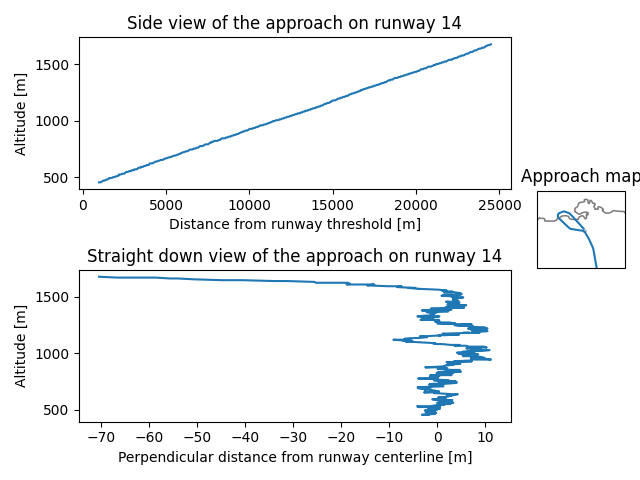 Side view of the approach on runway 14
Altitude [m]
1500
1000
500
0 5000 10000 15000 20000 25000
Distance from runway threshold [m]
Approach map
Straight down view of the approach on runway 14
Altitude [m]
1500
1000
500
−70 −60 −50 −40 −30 −20 −10 0 10
Perpendicular distance from runway centerline [m]